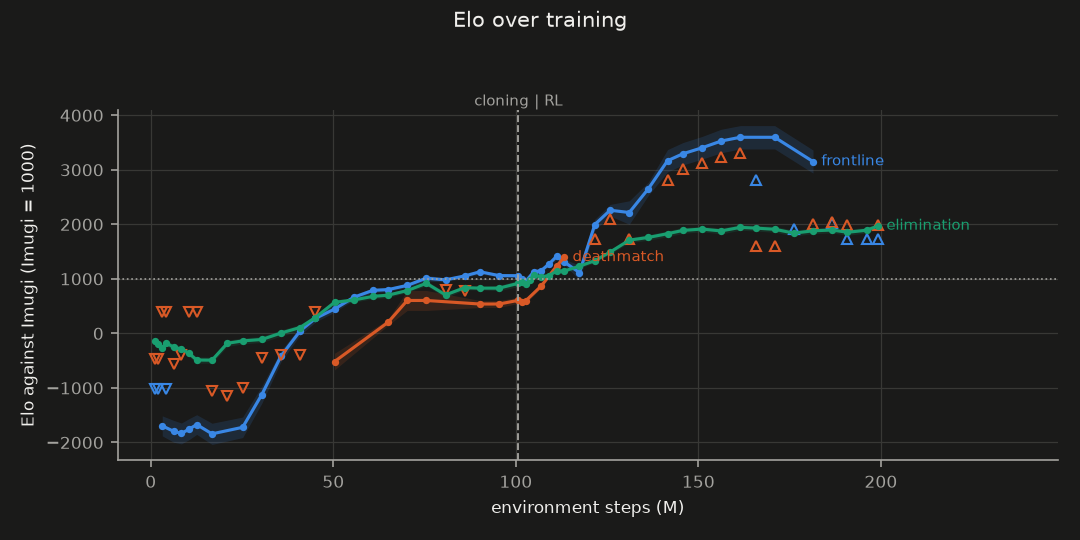 Elo over training
cloning | RL
Elo against Imugi (Imugi = 1000)
4000
3000
2000
1000
0
−1000
−2000
frontline
elimination
deathmatch
0
50
100
150
200
environment steps (M)